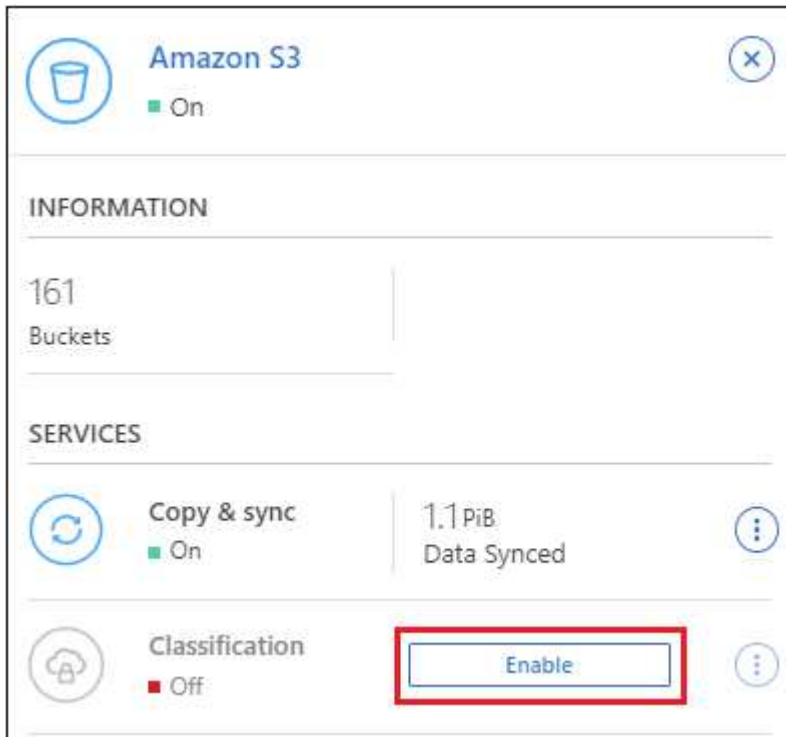 Amazon S3
On
INFORMATION
161
Buckets
SERVICES
Copy & sync
On
1.1 PiB
Data Synced
Classification
Off
Enable